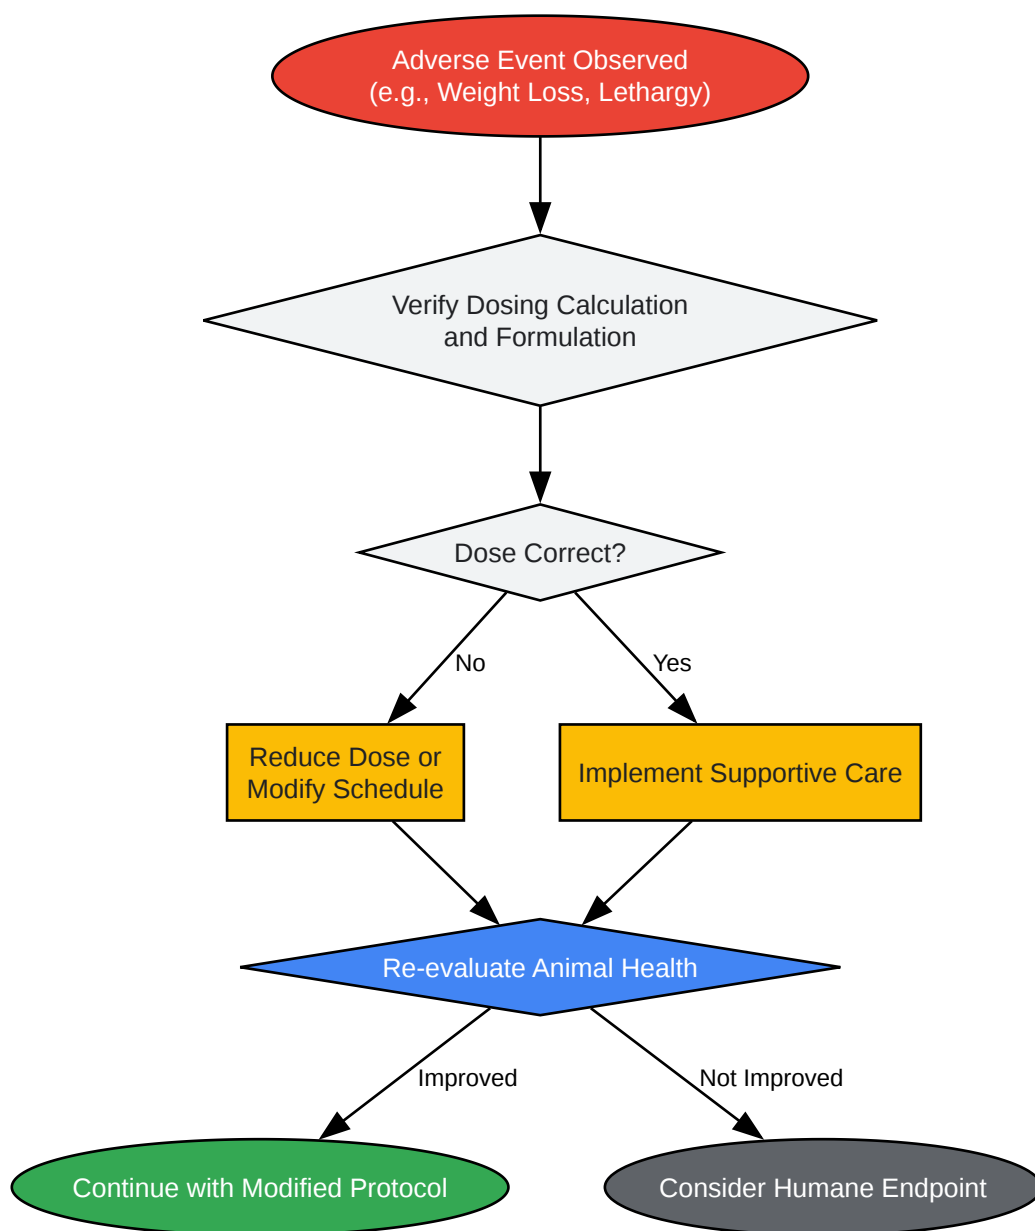 Adverse Event Observed
(e.g., Weight Loss, Lethargy)
Verify Dosing Calculation
and Formulation
Dose Correct?
No
Yes
Reduce Dose or
Modify Schedule
Implement Supportive Care
Re-evaluate Animal Health
Improved
Not Improved
Continue with Modified Protocol
Consider Humane Endpoint